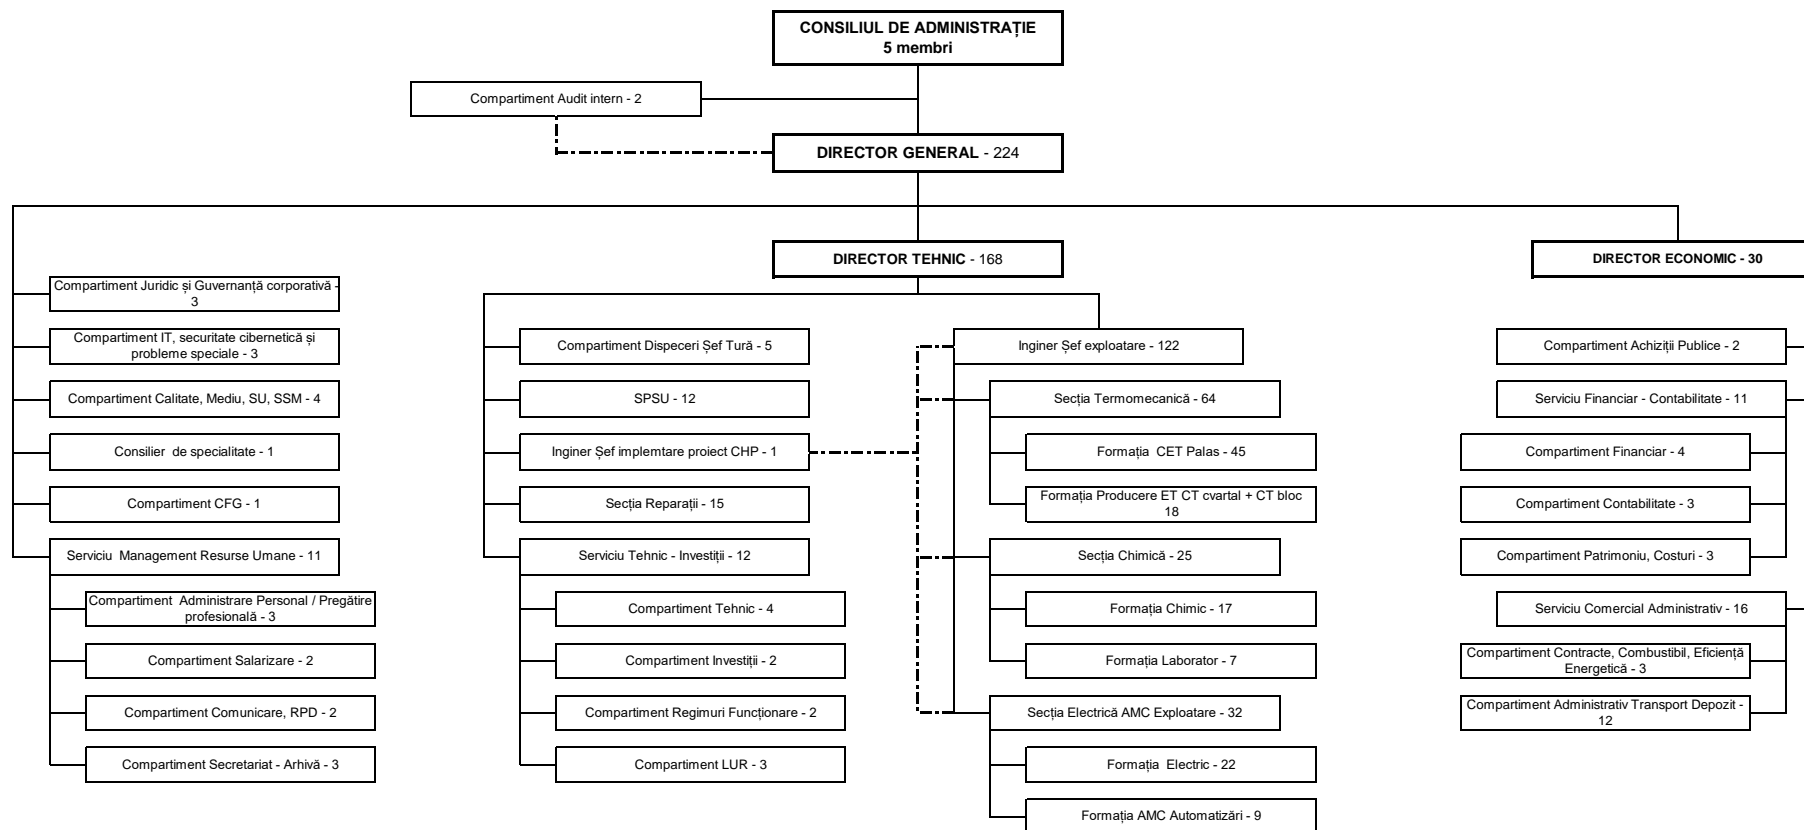 CONSILIUL DE ADMINISTRAȚIE
5 membri
Compartiment Audit intern - 2
DIRECTOR GENERAL - 224
DIRECTOR TEHNIC - 168
DIRECTOR ECONOMIC - 30
Compartiment Juridic și Guvernanță corporativă -
3
Compartiment IT, securitate cibernetică și
probleme speciale - 3
Compartiment Calitate, Mediu, SU, SSM - 4
Consilier  de specialitate - 1
Compartiment CFG - 1
Serviciu  Management Resurse Umane - 11
Compartiment  Administrare Personal / Pregătire
profesională - 3
Compartiment Salarizare - 2
Compartiment Comunicare, RPD - 2
Compartiment Secretariat - Arhivă - 3
Compartiment Dispeceri Șef Tură - 5
SPSU - 12
Inginer Șef implemtare proiect CHP - 1
Secția Reparații - 15
Serviciu Tehnic - Investiții - 12
Compartiment Tehnic - 4
Compartiment Investiții - 2
Compartiment Regimuri Funcționare - 2
Compartiment LUR - 3
Inginer Șef exploatare - 122
Secția Termomecanică - 64
Formația  CET Palas - 45
Formația Producere ET CT cvartal + CT bloc
18
Secția Chimică - 25
Formația Chimic - 17
Formația Laborator - 7
Secția Electrică AMC Exploatare - 32
Formația  Electric - 22
Formația AMC Automatizări - 9
Compartiment Achiziții Publice - 2
Serviciu Financiar - Contabilitate - 11
Compartiment Financiar - 4
Compartiment Contabilitate - 3
Compartiment Patrimoniu, Costuri - 3
Serviciu Comercial Administrativ - 16
Compartiment Contracte, Combustibil, Eficiență
Energetică - 3
Compartiment Administrativ Transport Depozit -
12